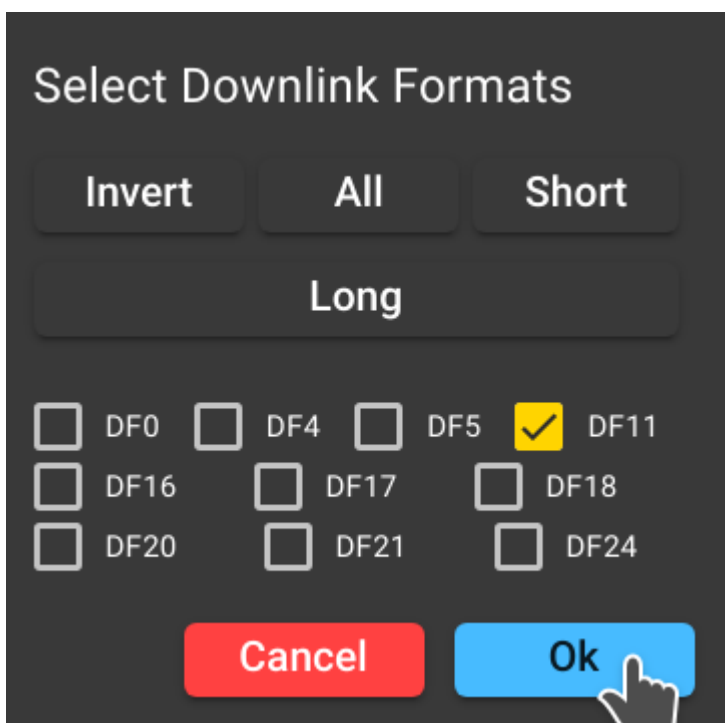 Select Downlink Formats
Invert All Short
Long
DF0 DF4 DF5 DF11
DF16 DF17 DF18
DF20 DF21 DF24
Cancel Ok